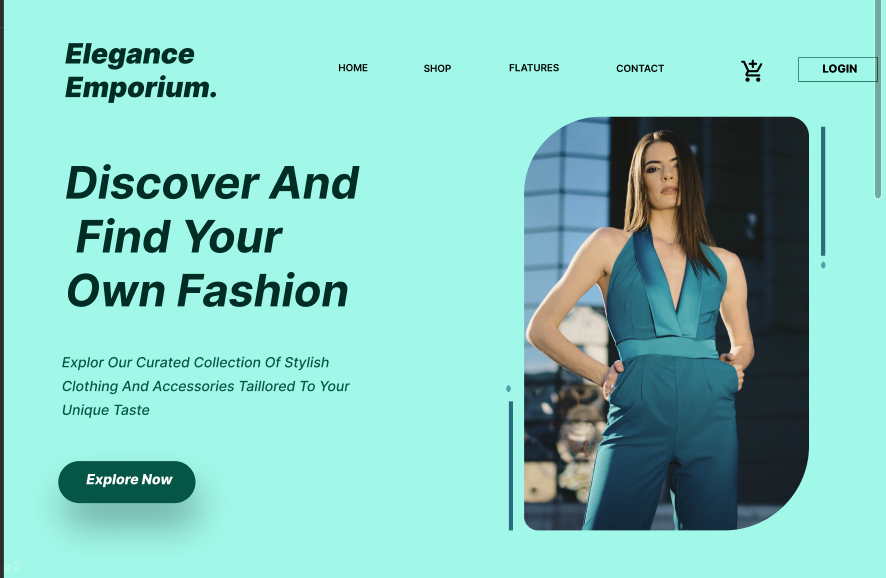 Elegance
Emporium.
HOME SHOP FLATURES CONTACT LOGIN
Discover And
Find Your
Own Fashion
Explor Our Curated Collection Of Stylish
Clothing And Accessories Taillored To Your
Unique Taste
Explore Now